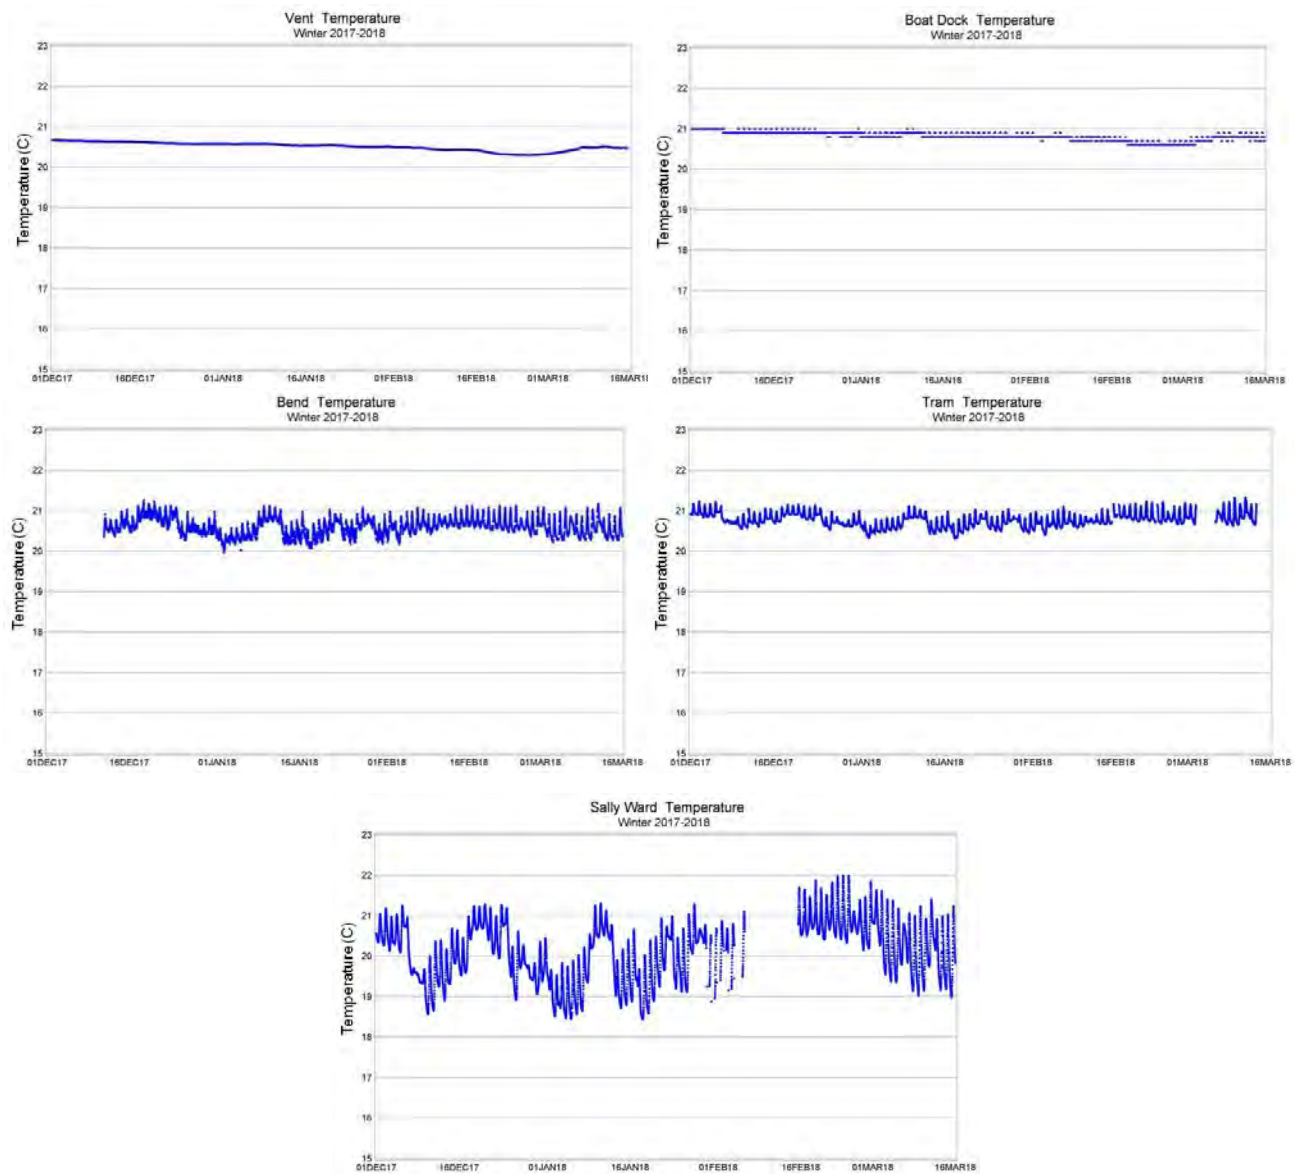 Vent Temperature
Winter 2017-2018
Temperature (C)
23
22
21
20
19
18
17
16
15
01DEC17 16DEC17 01JAN18 16JAN18 01FEB18 16FEB18 01MAR18 16MAR18
Boat Dock Temperature
Winter 2017-2018
Temperature (C)
23
22
21
20
19
18
17
16
15
01DEC17 16DEC17 01JAN18 16JAN18 01FEB18 16FEB18 01MAR18 16MAR18
Bend Temperature
Winter 2017-2018
Temperature (C)
23
22
21
20
19
18
17
16
15
01DEC17 16DEC17 01JAN18 16JAN18 01FEB18 16FEB18 01MAR18 16MAR18
Tram Temperature
Winter 2017-2018
Temperature (C)
23
22
21
20
19
18
17
16
15
01DEC17 16DEC17 01JAN18 16JAN18 01FEB18 16FEB18 01MAR18 16MAR18
Sally Ward Temperature
Winter 2017-2018
Temperature (C)
23
22
21
20
19
18
17
16
15
01DEC17 16DEC17 01JAN18 16JAN18 01FEB18 16FEB18 01MAR18 16MAR18